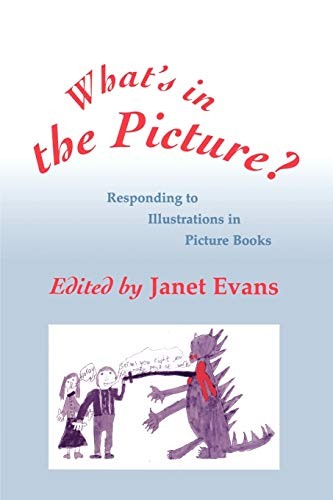 What's in
the Picture?
Responding to
Illustrations in
Picture Books
Edited by Janet Evans